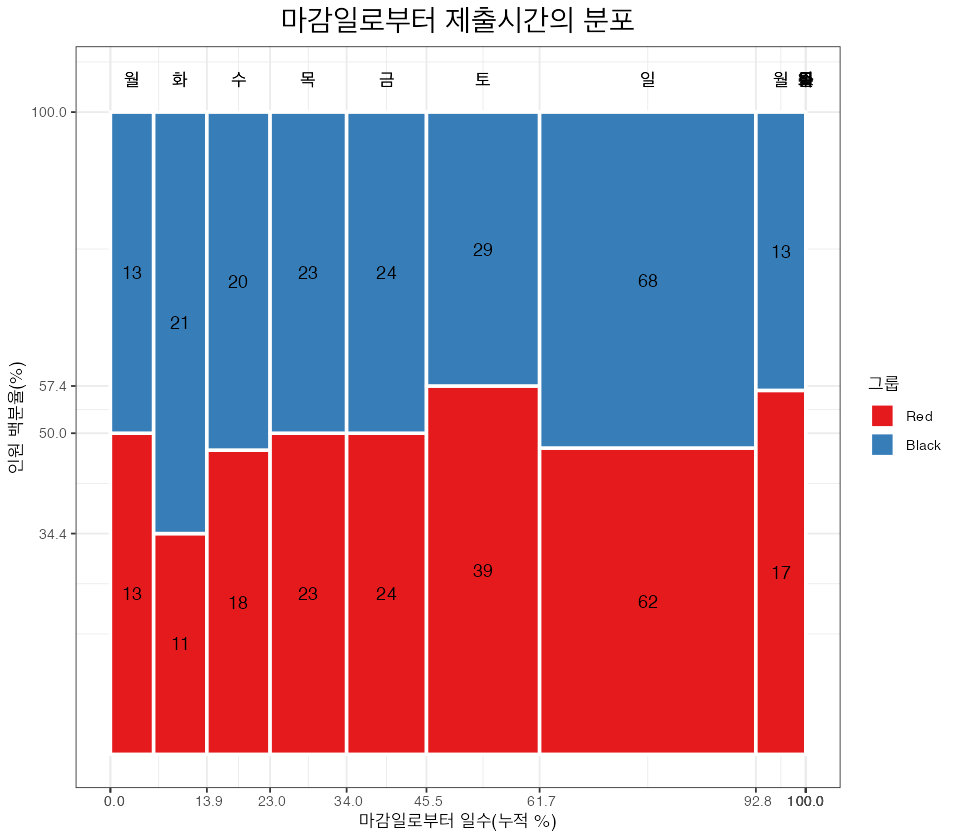 마감일로부터 제출시간의 분포
월 화 수 목 금 토 일 월
100.0
57.4
50.0
34.4
인원 백분율(%)
13 21 20 23 24 29 68 13
13 11 18 23 24 39 62 17
0.0 13.9 23.0 34.0 45.5 61.7 92.8 100.0
마감일로부터 일수(누적 %)
그룹
Red
Black